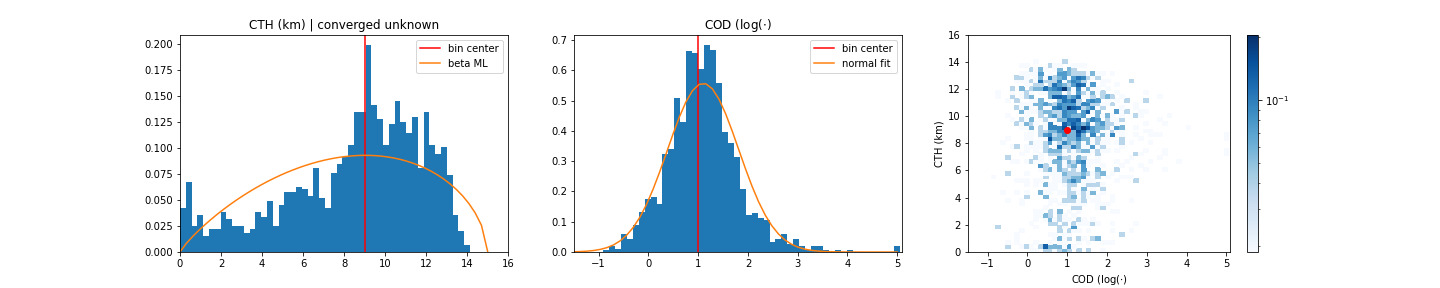 CTH (km) | converged unknown
bin center
beta ML
0.200
0.175
0.150
0.125
0.100
0.075
0.050
0.025
0.000
0 2 4 6 8 10 12 14 16
COD (log(·)
bin center
normal fit
0.7
0.6
0.5
0.4
0.3
0.2
0.1
0.0
−1 0 1 2 3 4 5
CTH (km)
16
14
12
10
8
6
4
2
0
−1 0 1 2 3 4 5
COD (log(·)
10⁻¹